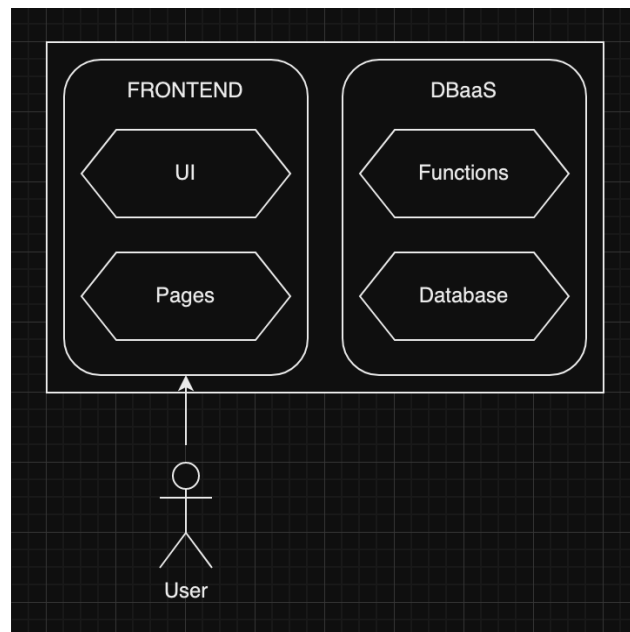 FRONTEND
UI
Pages
DBaaS
Functions
Database
User